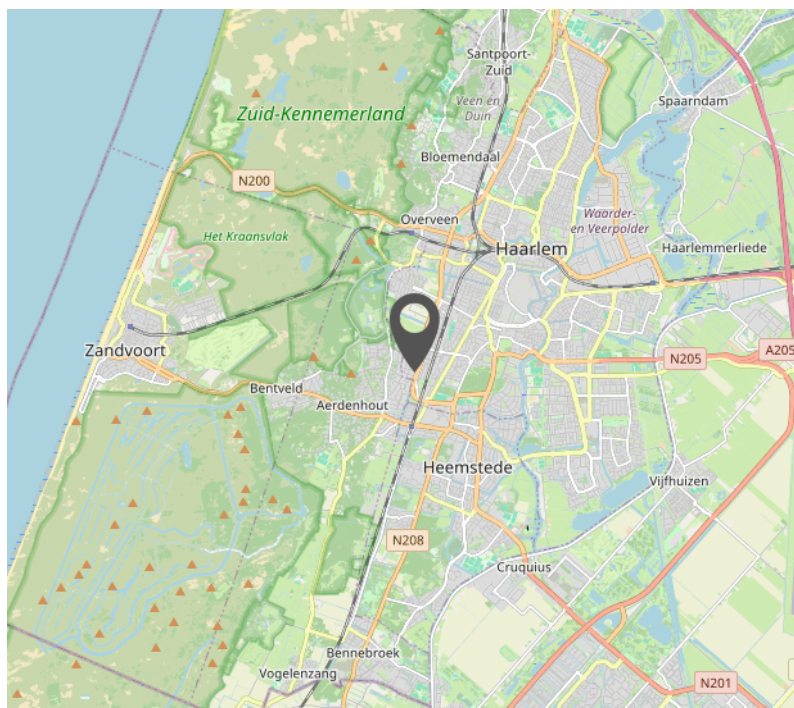 Santpoort-
Zuid
Spaarndam
Veen en
Duin
Zuid-Kennemerland
Bloemendaal
N200
Waarder-
en Veerpolder
Overveen
Het Kraansvlak
Haarlem
Haarlemmerliede
Zandvoort
A205
N205
Bentveld
Aerdenhout
Heemstede
Vijfhuizen
N208
Cruquius
Bennebroek
Vogelenzang
N201